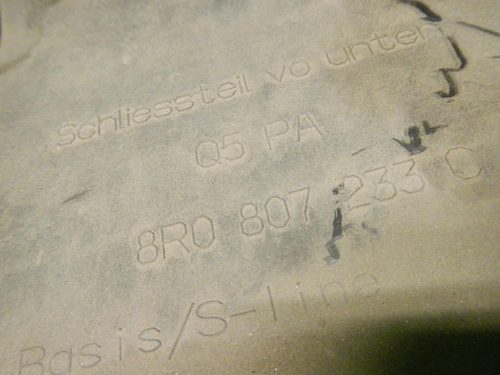 Schliessteil vo unten
Q5 PA
8R0 807 233 C
Basis/S-line